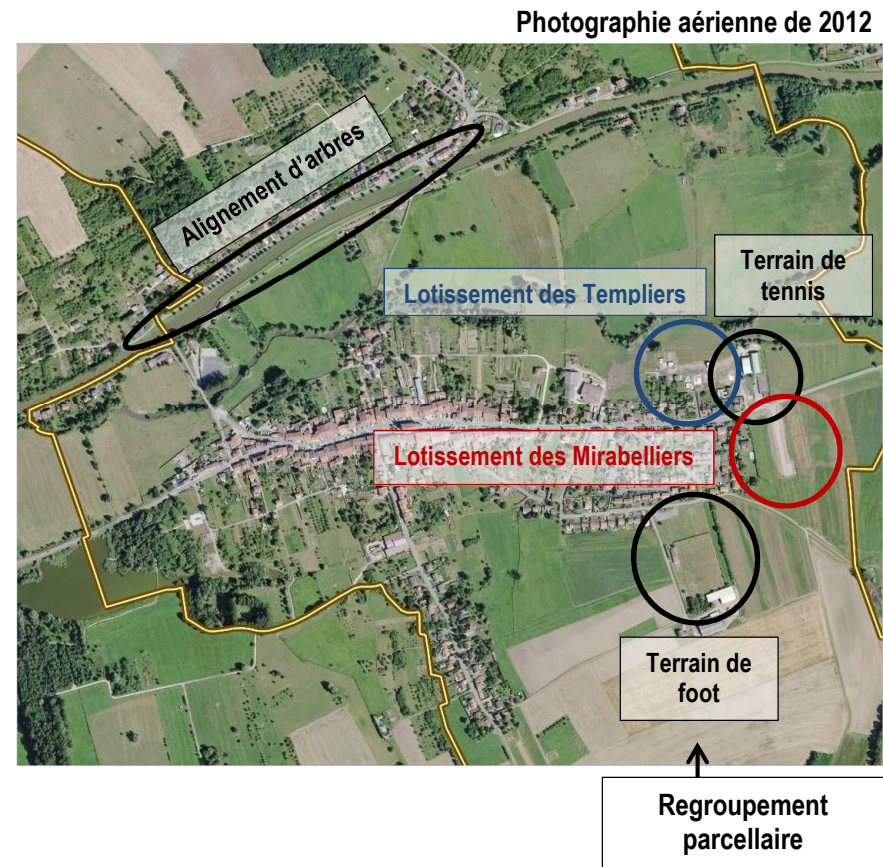 Photographie aérienne de 2012
Alignement d'arbres
Lotissement des Templiers
Terrain de
tennis
Lotissement des Mirabelliers
Terrain de
foot
Regroupement
parcellaire